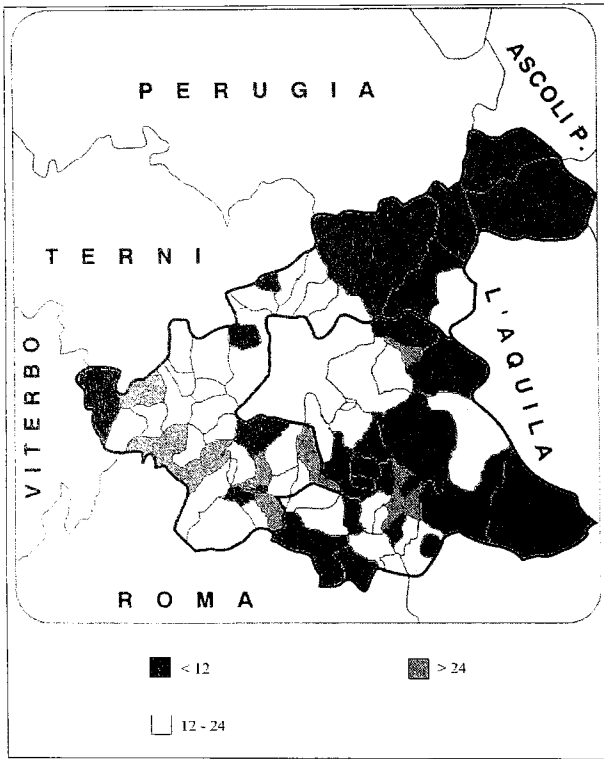 PERUGIA
ASCOLI P.
TERNI
L'AQUILA
VITERBO
ROMA
< 12
> 24
12 - 24